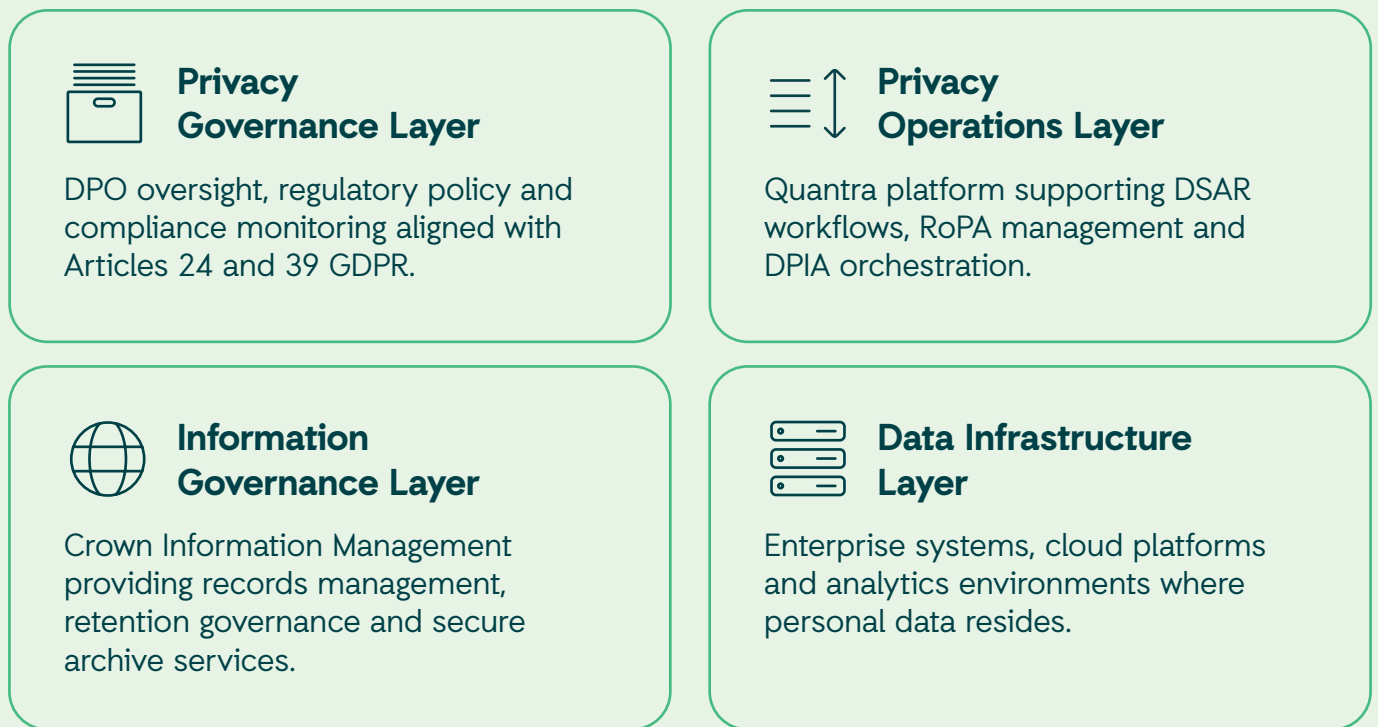 Privacy
Governance Layer
DPO oversight, regulatory policy and
compliance monitoring aligned with
Articles 24 and 39 GDPR.
Privacy
Operations Layer
Quantra platform supporting DSAR
workflows, RoPA management and
DPIA orchestration.
Information
Governance Layer
Crown Information Management
providing records management,
retention governance and secure
archive services.
Data Infrastructure
Layer
Enterprise systems, cloud platforms
and analytics environments where
personal data resides.